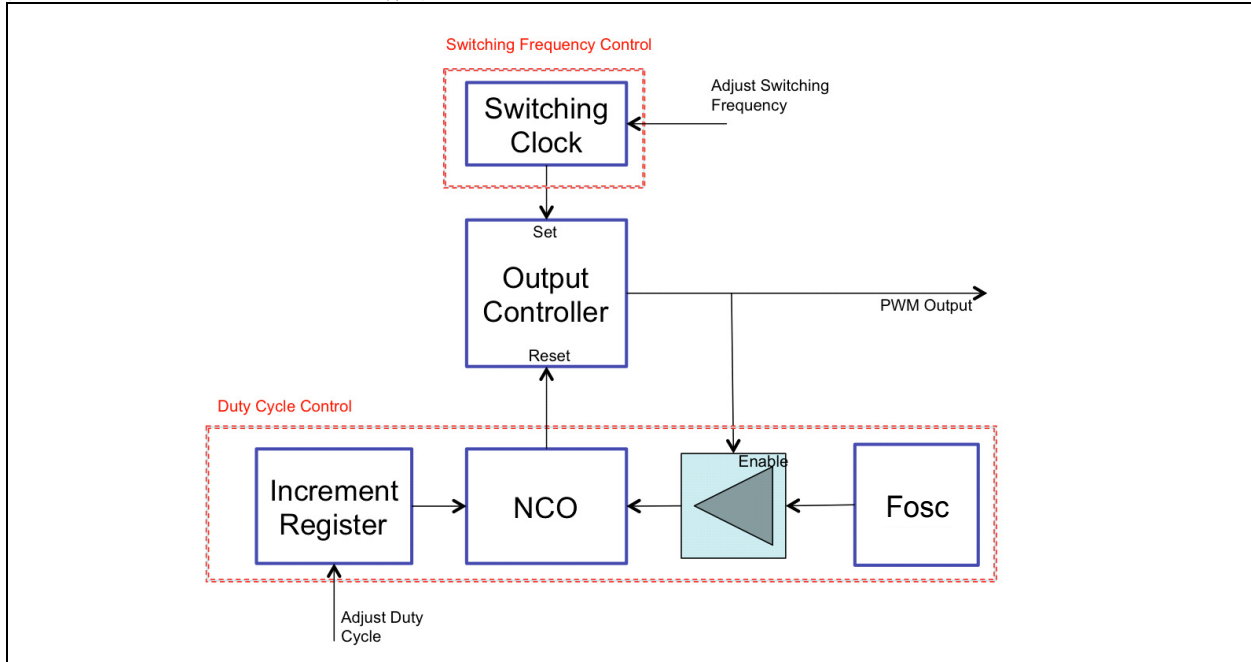 Switching Frequency Control
Switching
Clock
Adjust Switching
Frequency
Set
Output
Controller
Reset
PWM Output
Duty Cycle Control
Increment
Register
NCO
Enable
Fosc
Adjust Duty
Cycle